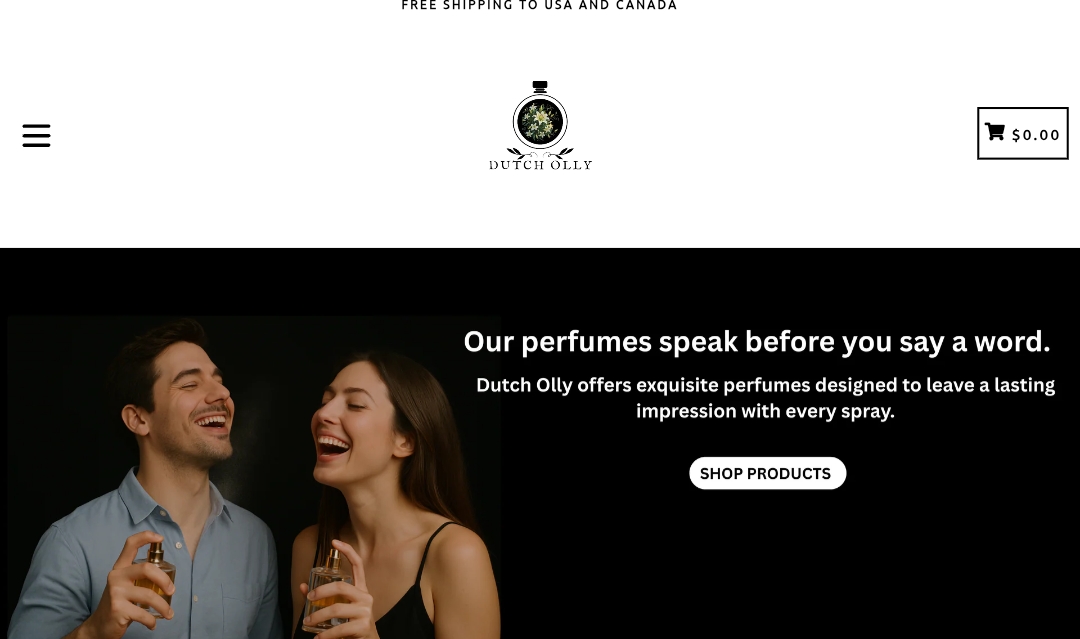 FREE SHIPPING TO USA AND CANADA
DUTCH OLLY
$0.00
Our perfumes speak before you say a word.
Dutch Olly offers exquisite perfumes designed to leave a lasting
impression with every spray.
SHOP PRODUCTS